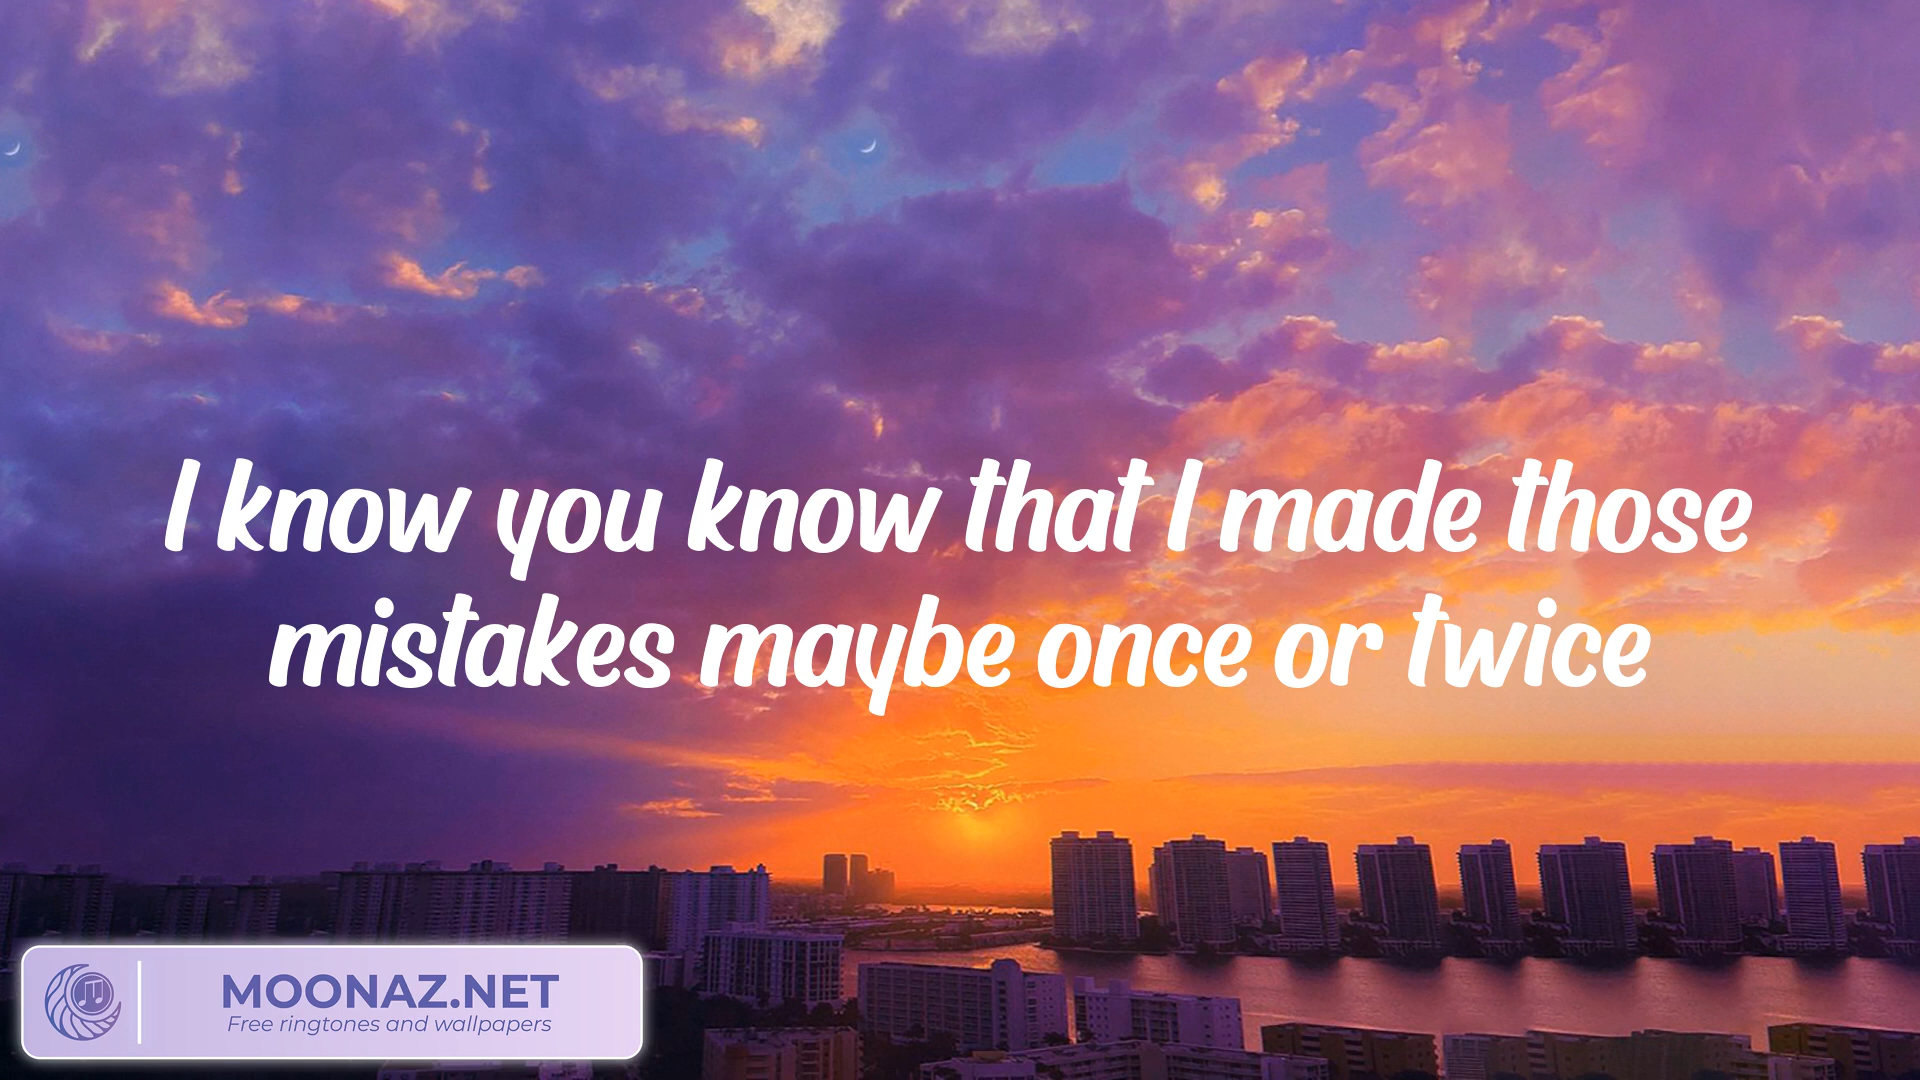 I know you know that I made those
mistakes maybe once or twice
MOONAZ.NET
Free ringtones and wallpapers